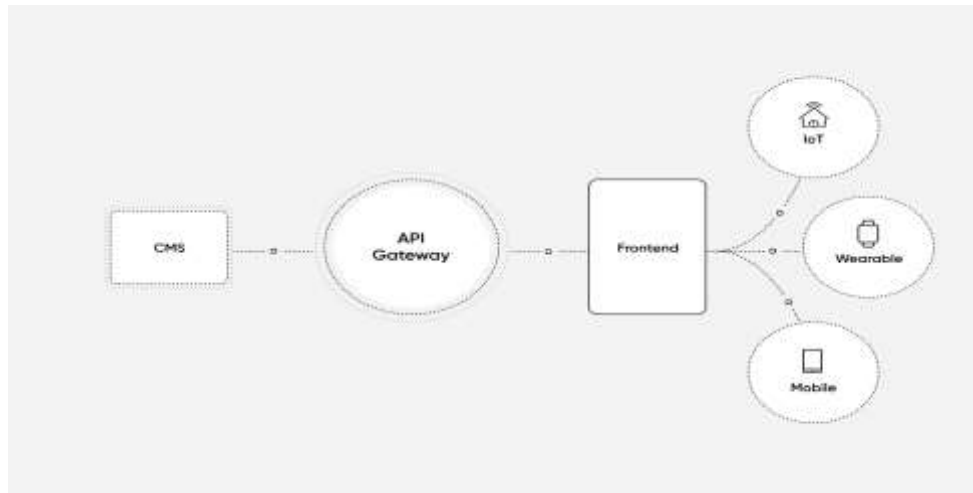 CMS
API
Gateway
Frontend
IoT
Wearable
Mobile